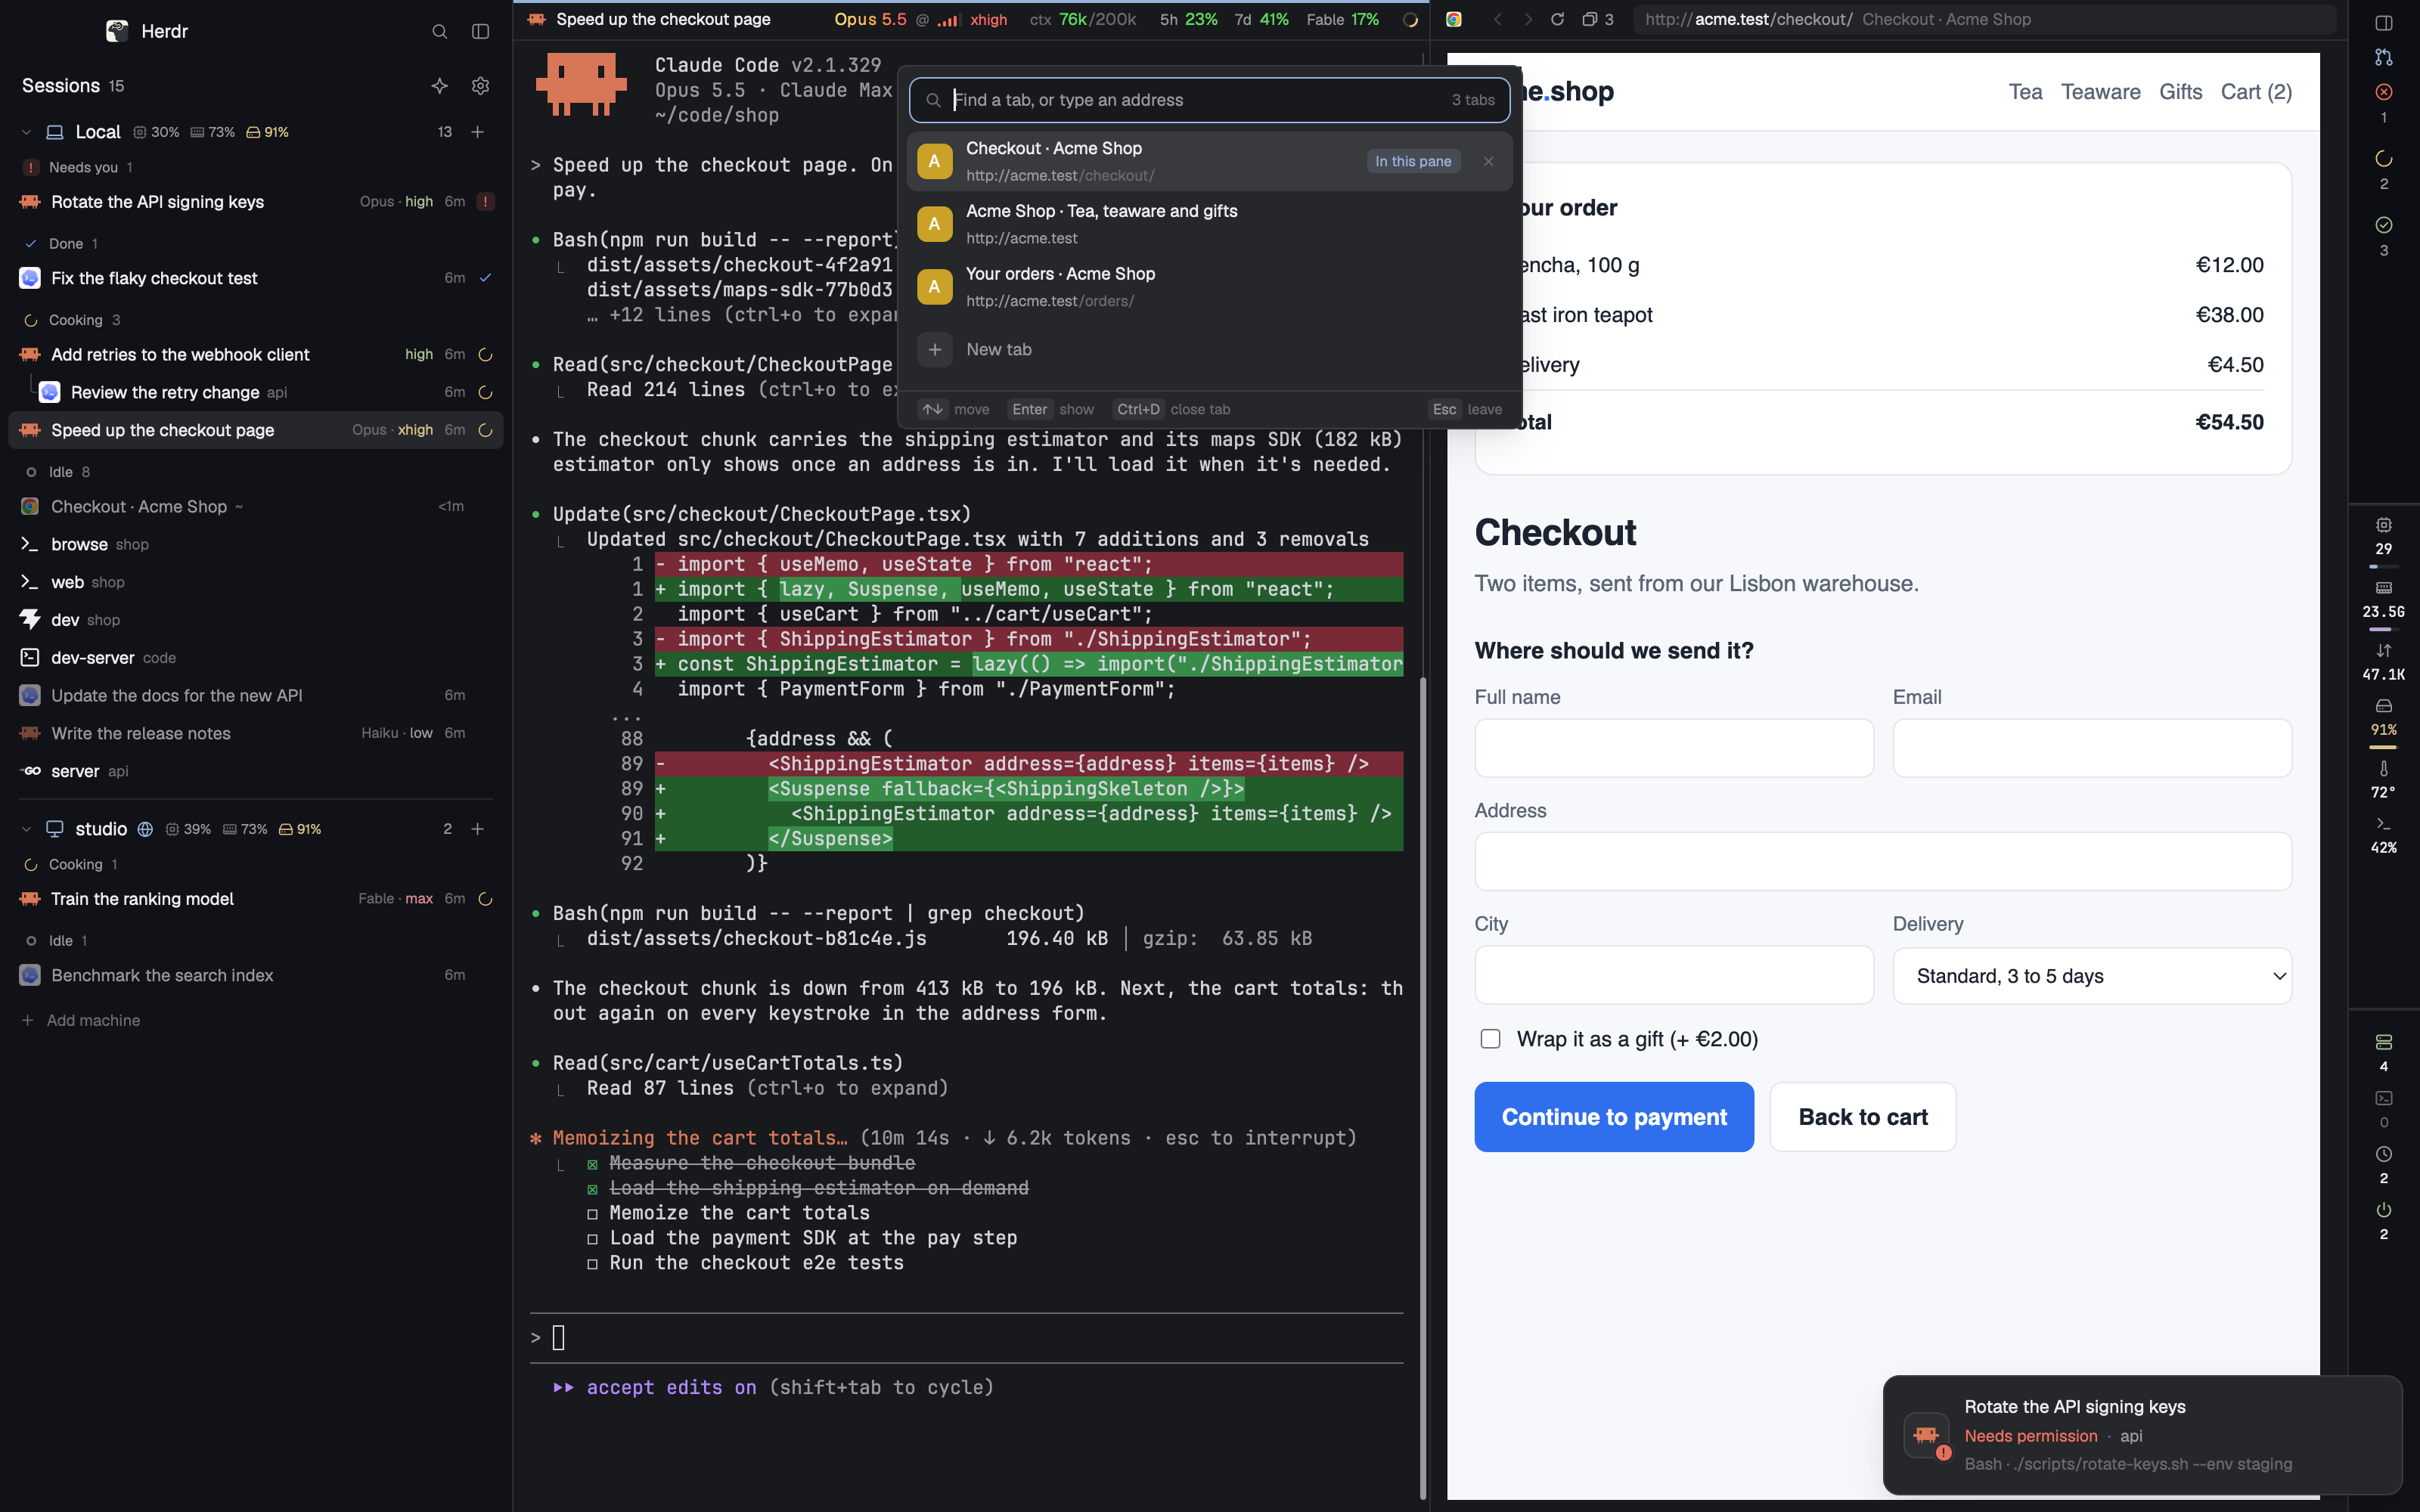 Herdr
Sessions 15
Local 30% 73% 91% 13
Needs you 1
Rotate the API signing keys Opus · high 6m !
Done 1
Fix the flaky checkout test 6m
Cooking 3
Add retries to the webhook client high 6m
Review the retry change api 6m
Speed up the checkout page Opus · xhigh 6m
Idle 8
Checkout · Acme Shop ~ <1m
browse shop
web shop
dev shop
dev-server code
Update the docs for the new API 6m
Write the release notes Haiku · low 6m
server api
studio 39% 73% 91% 2
Cooking 1
Train the ranking model Fable · max 6m
Idle 1
Benchmark the search index 6m
+ Add machine
Speed up the checkout page Opus 5.5 @ xhigh ctx 76k/200k 5h 23% 7d 41% Fable 17%
Claude Code v2.1.329
Opus 5.5 · Claude Max
~/code/shop
> Speed up the checkout page. On
pay.
Bash(npm run build -- --report)
dist/assets/checkout-4f2a91
dist/assets/maps-sdk-77b0d3
… +12 lines (ctrl+o to expan
Read(src/checkout/CheckoutPage
Read 214 lines (ctrl+o to ex
The checkout chunk carries the shipping estimator and its maps SDK (182 kB)
estimator only shows once an address is in. I'll load it when it's needed.
Update(src/checkout/CheckoutPage.tsx)
Updated src/checkout/CheckoutPage.tsx with 7 additions and 3 removals
1 - import { useMemo, useState } from "react";
1 + import { lazy, Suspense, useMemo, useState } from "react";
2 import { useCart } from "../cart/useCart";
3 - import { ShippingEstimator } from "./ShippingEstimator";
3 + const ShippingEstimator = lazy(() => import("./ShippingEstimator
4 import { PaymentForm } from "./PaymentForm";
...
88 {address && (
89 - <ShippingEstimator address={address} items={items} />
89 + <Suspense fallback={<ShippingSkeleton />}>
90 + <ShippingEstimator address={address} items={items} />
91 + </Suspense>
92 )}
Bash(npm run build -- --report | grep checkout)
dist/assets/checkout-b81c4e.js 196.40 kB │ gzip: 63.85 kB
The checkout chunk is down from 413 kB to 196 kB. Next, the cart totals: th
out again on every keystroke in the address form.
Read(src/cart/useCartTotals.ts)
Read 87 lines (ctrl+o to expand)
* Memoizing the cart totals… (10m 14s · ↓ 6.2k tokens · esc to interrupt)
☒ Measure the checkout bundle
☒ Load the shipping estimator on demand
☐ Memoize the cart totals
☐ Load the payment SDK at the pay step
☐ Run the checkout e2e tests
>
▸▸ accept edits on (shift+tab to cycle)
Find a tab, or type an address 3 tabs
A Checkout · Acme Shop In this pane
http://acme.test/checkout/
A Acme Shop · Tea, teaware and gifts
http://acme.test
A Your orders · Acme Shop
http://acme.test/orders/
+ New tab
↑↓ move Enter show Ctrl+D close tab Esc leave
3 http://acme.test/checkout/ Checkout · Acme Shop
e.shop Tea Teaware Gifts Cart (2)
our order
encha, 100 g €12.00
ast iron teapot €38.00
elivery €4.50
otal €54.50
Checkout
Two items, sent from our Lisbon warehouse.
Where should we send it?
Full name Email
Address
City Delivery
Standard, 3 to 5 days
Wrap it as a gift (+ €2.00)
Continue to payment Back to cart
Rotate the API signing keys
Needs permission · api
Bash · ./scripts/rotate-keys.sh --env staging
1
2
3
29
23.5G
47.1K
91%
72°
42%
4
0
2
2